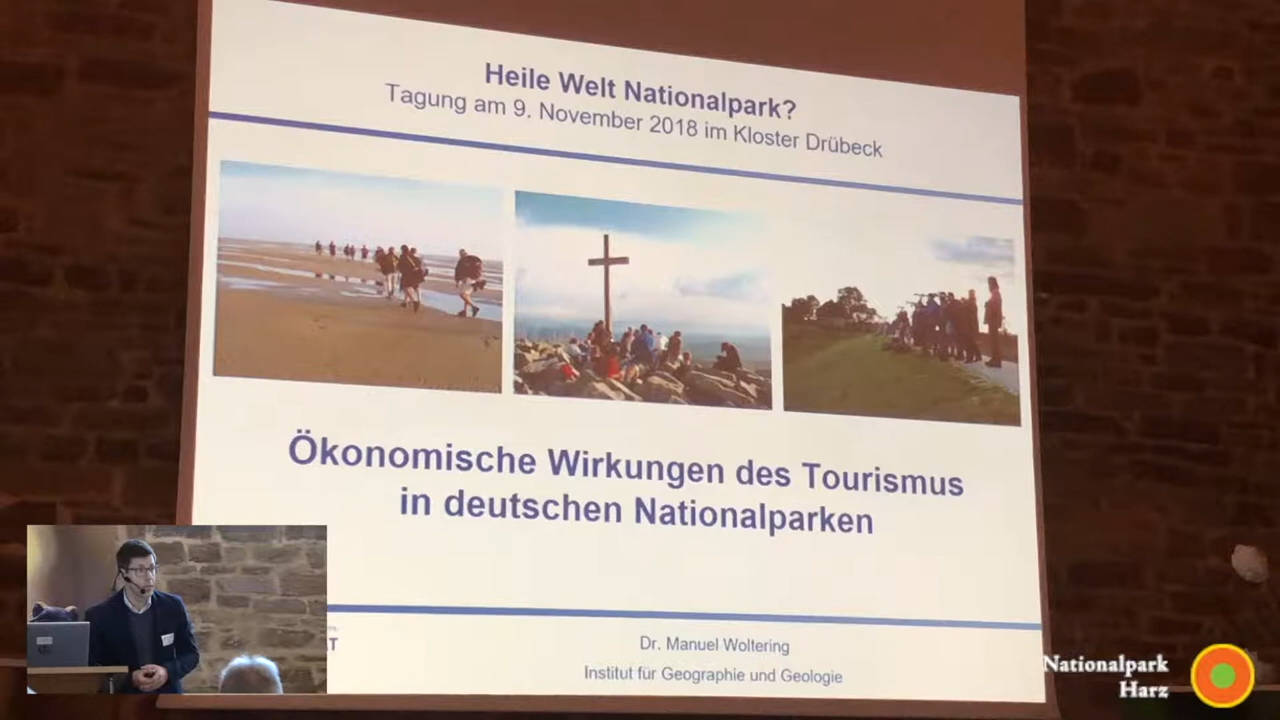 Heile Welt Nationalpark?
Tagung am 9. November 2018 im Kloster Drübeck
Ökonomische Wirkungen des Tourismus
in deutschen Nationalparken
Dr. Manuel Woltering
Institut für Geographie und Geologie
Nationalpark
Harz